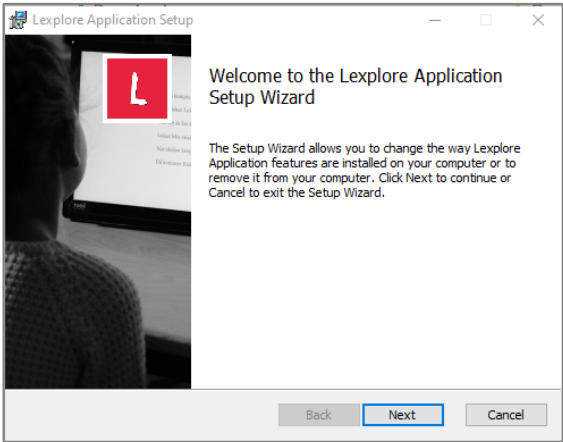 Lexplore Application Setup
L
Welcome to the Lexplore Application
Setup Wizard
The Setup Wizard allows you to change the way Lexplore
Application features are installed on your computer or to
remove it from your computer. Click Next to continue or
Cancel to exit the Setup Wizard.
Back
Next
Cancel